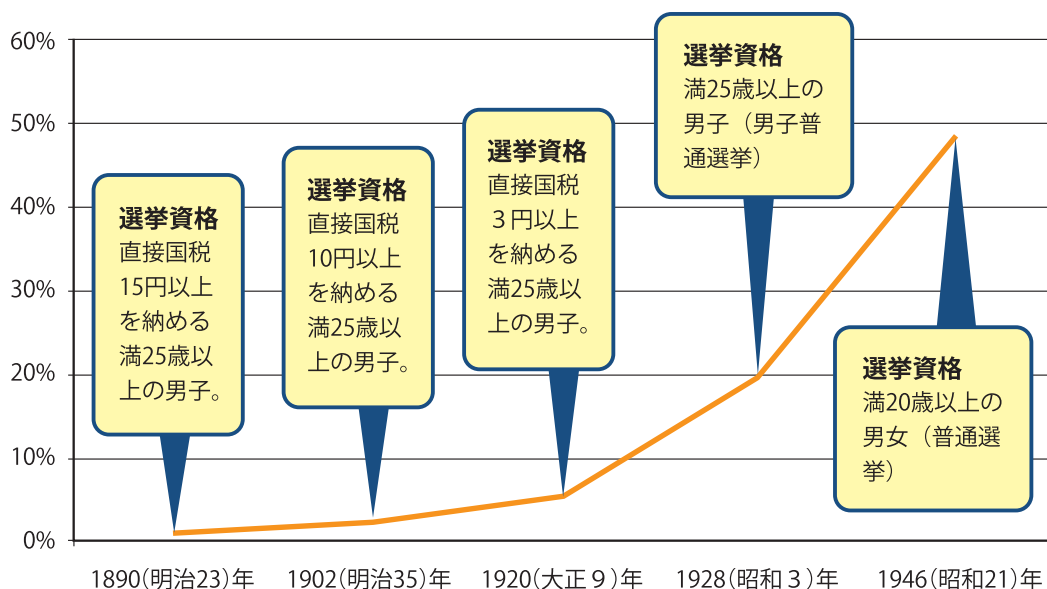 60%
50%
40%
30%
20%
10%
0%
選挙資格
直接国税
15円以上
を納める
満25歳以
上の男子。
選挙資格
直接国税
10円以上
を納める
満25歳以
上の男子。
選挙資格
直接国税
３円以上
を納める
満25歳以
上の男子。
選挙資格
満25歳以上の
男子（男子普
通選挙）
選挙資格
満20歳以上の
男女（普通選
挙）
1890(明治23)年
1902(明治35)年
1920(大正９)年
1928(昭和３)年
1946(昭和21)年